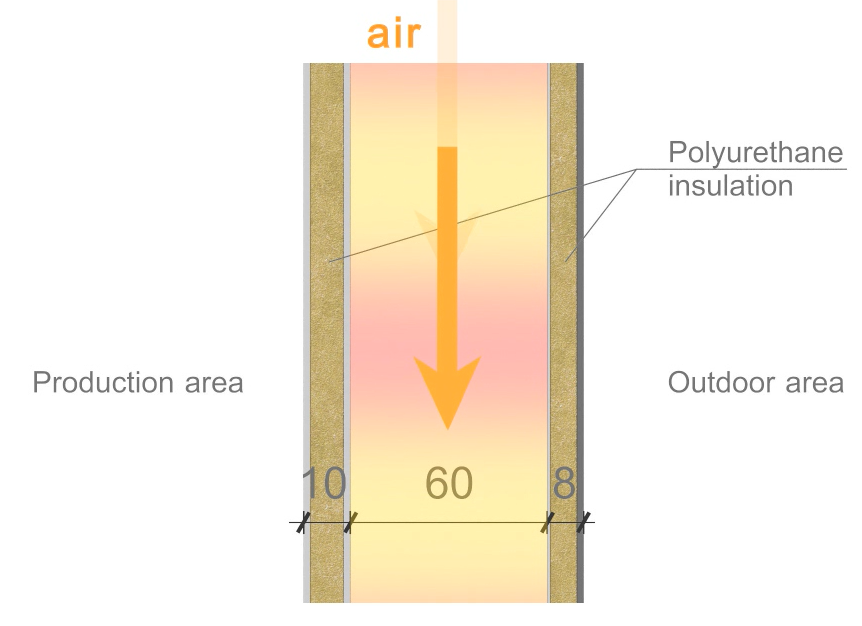 air
Polyurethane
insulation
Production area
Outdoor area
10
60
8